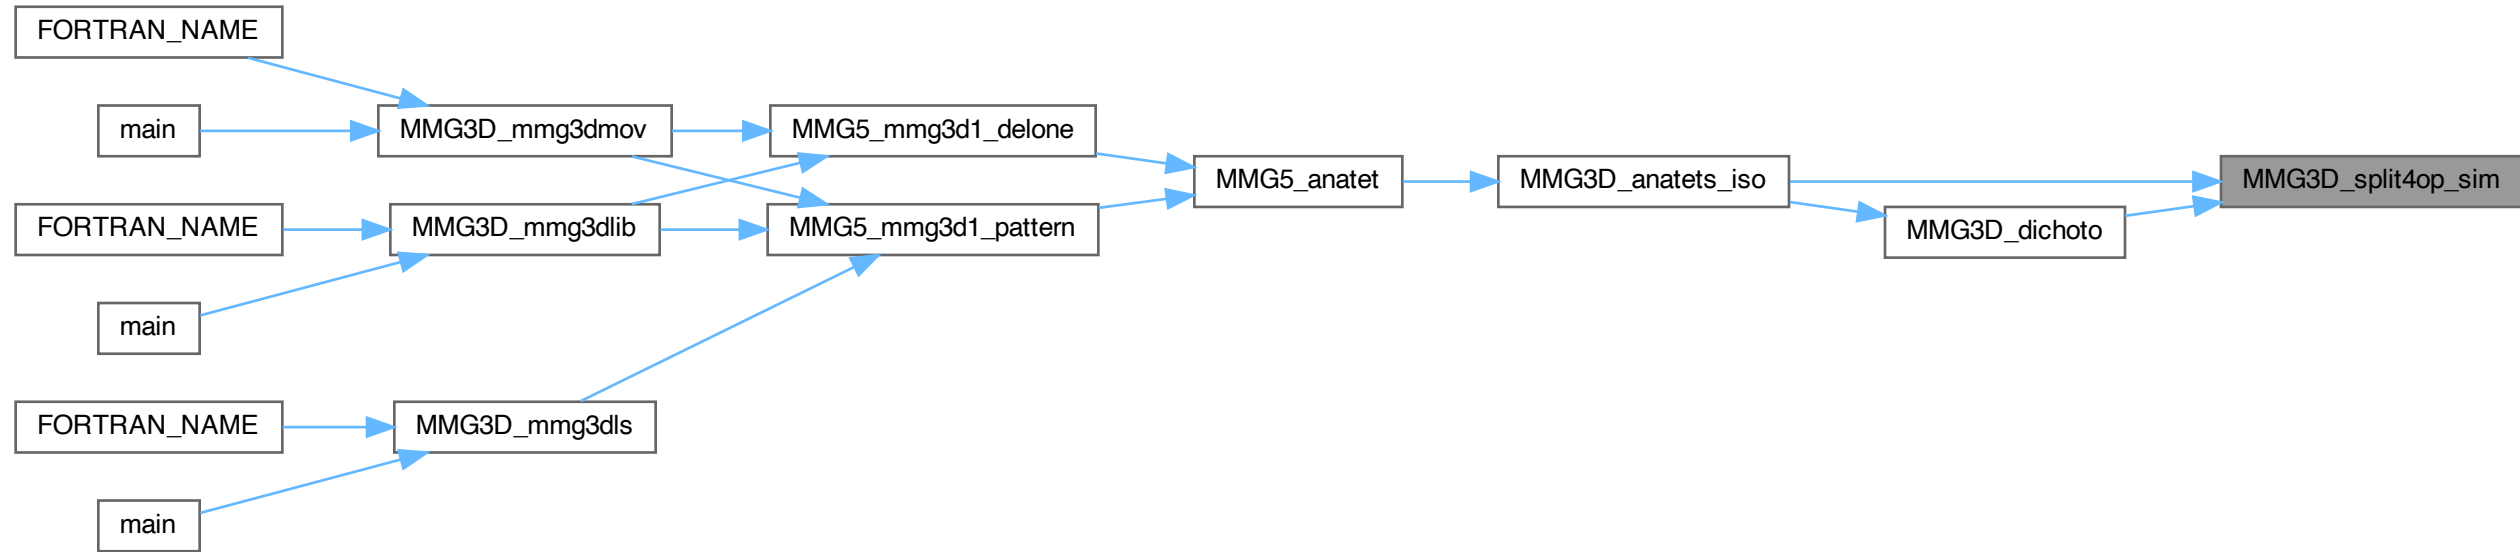 FORTRAN_NAME
main
MMG3D_mmg3dmov
MMG5_mmg3d1_delone
MMG5_anatet
MMG3D_anatets_iso
MMG3D_split4op_sim
FORTRAN_NAME
MMG3D_mmg3dlib
MMG5_mmg3d1_pattern
MMG3D_dichoto
main
FORTRAN_NAME
MMG3D_mmg3dls
main